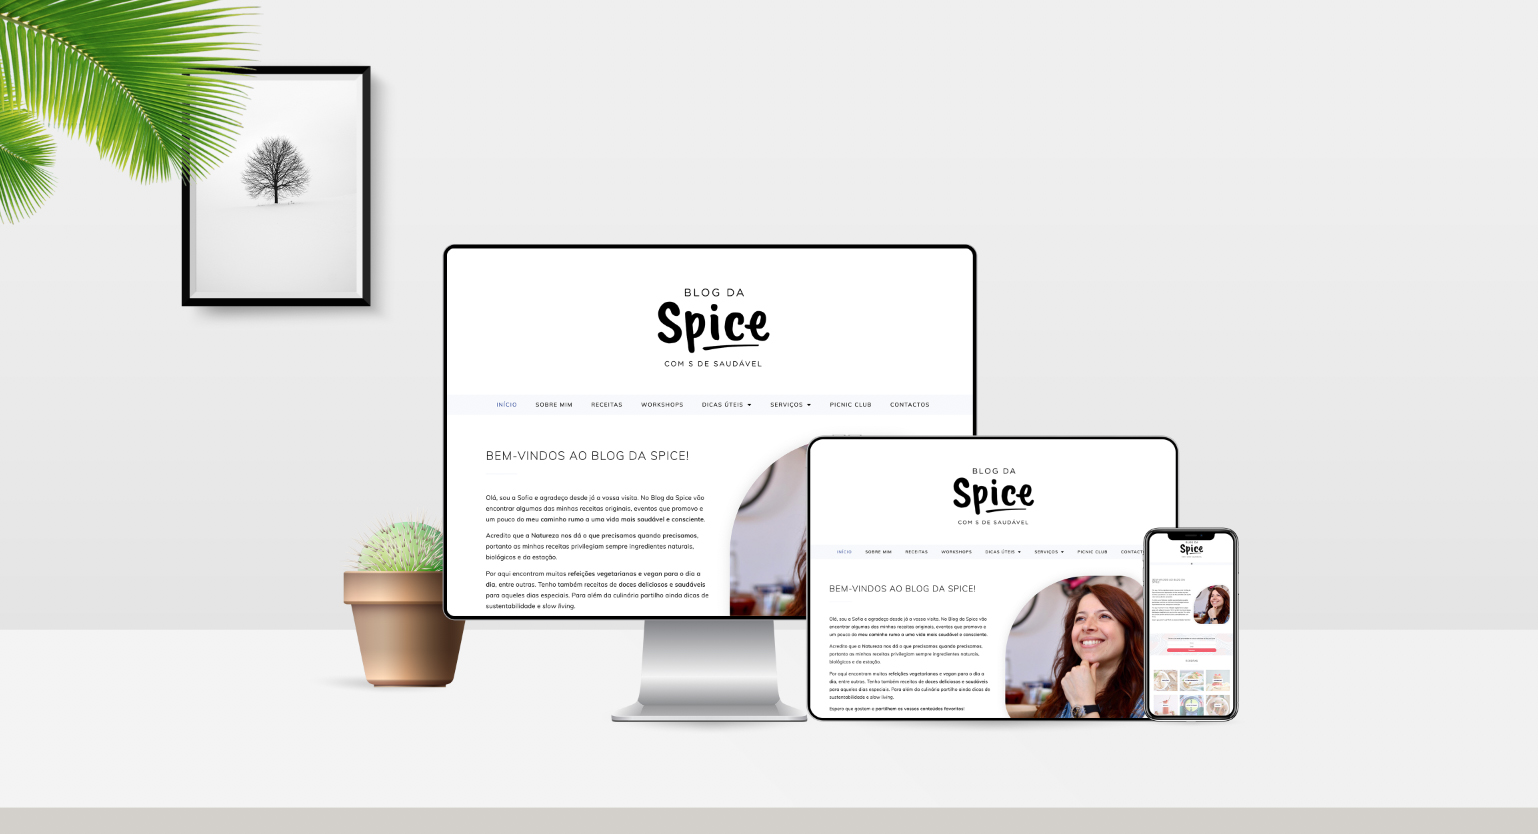 BLOG DA
Spice
COM S DE SAUDÁVEL
INÍCIO SOBRE MIM RECEITAS WORKSHOPS DICAS ÚTEIS SERVIÇOS PICNIC CLUB CONTACTOS
BEM-VINDOS AO BLOG DA SPICE!
Olá, sou a Sofia e agradeço desde já a vossa visita. No Blog da Spice vão
encontrar algumas das minhas receitas originais, eventos que promovo e
um pouco do meu caminho rumo a uma vida mais saudável e consciente.
Acredito que a Natureza nos dá o que precisamos quando precisamos,
portanto as minhas receitas privilegiam sempre ingredientes naturais,
biológicos e da estação.
Por aqui encontram muitas refeições vegetarianas e vegan para o dia a
dia, entre outras. Tenho também receitas de doces deliciosos e saudáveis
para aqueles dias especiais. Para além da culinária partilho ainda dicas de
sustentabilidade e slow living.
BLOG DA
Spice
COM S DE SAUDÁVEL
INÍCIO SOBRE MIM RECEITAS WORKSHOPS DICAS ÚTEIS SERVIÇOS PICNIC CLUB CONTACT
BEM-VINDOS AO BLOG DA SPICE!
Olá, sou a Sofia e agradeço desde já a vossa visita. No Blog da Spice vão
encontrar algumas das minhas receitas originais, eventos que promovo e
um pouco do meu caminho rumo a uma vida mais saudável e consciente.
Acredito que a Natureza nos dá o que precisamos quando precisamos,
portanto as minhas receitas privilegiam sempre ingredientes naturais,
biológicos e da estação.
Por aqui encontram muitas refeições vegetarianas e vegan para o dia a
dia, entre outras. Tenho também receitas de doces deliciosos e saudáveis
para aqueles dias especiais. Para além da culinária partilho ainda dicas de
sustentabilidade e slow living.
Espero que gostem e partilhem os vossos conteúdos favoritos!
BLOG DA
Spice